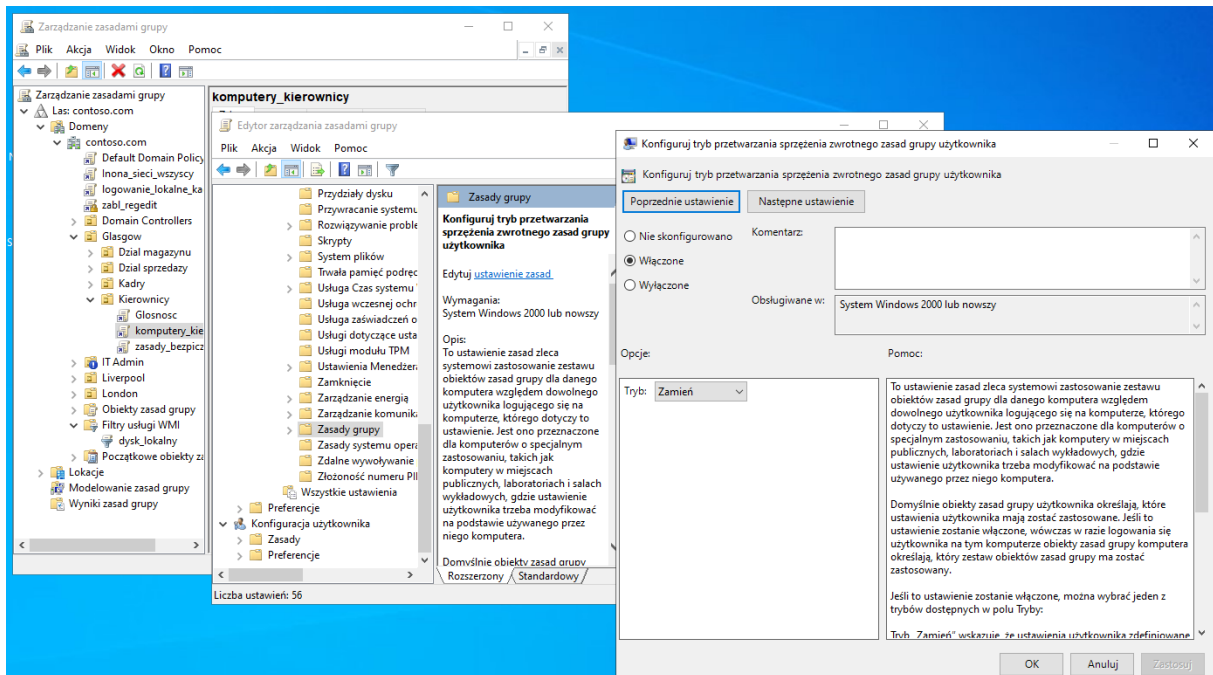 Zarządzanie zasadami grupy
Plik Akcja Widok Okno Pomoc
Zarządzanie zasadami grupy
Las: contoso.com
Domeny
contoso.com
Default Domain Policy
Inona_sieci_wszyscy
logowanie_lokalne_ka
zabl_regedit
Domain Controllers
Glasgow
Dzial magazynu
Dzial sprzedazy
Kadry
Kierownicy
Glosnosc
komputery_kie
zasady_bezpicz
IT Admin
Liverpool
London
Obiekty zasad grupy
Filtry usługi WMI
dysk_lokalny
Początkowe obiekty za
Lokacje
Modelowanie zasad grupy
Wyniki zasad grupy
komputery_kierownicy
Edytor zarządzania zasadami grupy
Plik Akcja Widok Pomoc
Przydziały dysku
Przywracanie systemu
Rozwiązywanie proble
Skrypty
System plików
Trwała pamięć podręc
Usługa Czas systemu
Usługa wczesnej ochr
Usługa zaświadczeń o
Usługi dotyczące usta
Usługi modułu TPM
Ustawienia Menedżera
Zamknięcie
Zarządzanie energią
Zarządzanie komunika
Zasady grupy
Zasady systemu opera
Zdalne wywoływanie
Złożoność numeru PII
Wszystkie ustawienia
Preferencje
Konfiguracja użytkownika
Zasady
Preferencje
Liczba ustawień: 56
Zasady grupy
Konfiguruj tryb przetwarzania
sprzężenia zwrotnego zasad grupy
użytkownika
Edytuj ustawienie zasad
Wymagania:
System Windows 2000 lub nowszy
Opis:
To ustawienie zasad zleca
systemowi zastosowanie zestawu
obiektów zasad grupy dla danego
komputera względem dowolnego
użytkownika logującego się na
komputerze, którego dotyczy to
ustawienie. Jest ono przeznaczone
dla komputerów o specjalnym
zastosowaniu, takich jak
komputery w miejscach
publicznych, laboratoriach i salach
wykładowych, gdzie ustawienie
użytkownika trzeba modyfikować
na podstawie używanego przez
niego komputera.
Domyślnie obiekty zasad grupy
Rozszerzony Standardowy
Konfiguruj tryb przetwarzania sprzężenia zwrotnego zasad grupy użytkownika
Konfiguruj tryb przetwarzania sprzężenia zwrotnego zasad grupy użytkownika
Poprzednie ustawienie Następne ustawienie
Nie skonfigurowano
Włączone
Wyłączone
Komentarz:
Obsługiwane w: System Windows 2000 lub nowszy
Opcje: Pomoc:
Tryb: Zamień
To ustawienie zasad zleca systemowi zastosowanie zestawu
obiektów zasad grupy dla danego komputera względem
dowolnego użytkownika logującego się na komputerze, którego
dotyczy to ustawienie. Jest ono przeznaczone dla komputerów o
specjalnym zastosowaniu, takich jak komputery w miejscach
publicznych, laboratoriach i salach wykładowych, gdzie
ustawienie użytkownika trzeba modyfikować na podstawie
używanego przez niego komputera.
Domyślnie obiekty zasad grupy użytkownika określają, które
ustawienia użytkownika mają zostać zastosowane. Jeśli to
ustawienie zostanie włączone, wówczas w razie logowania się
użytkownika na tym komputerze obiekty zasad grupy komputera
określają, który zestaw obiektów zasad grupy ma zostać
zastosowany.
Jeśli to ustawienie zostanie włączone, można wybrać jeden z
trybów dostępnych w polu Tryby:
Tryb „Zamień” wskazuje, że ustawienia użytkownika zdefiniowane
OK Anuluj Zastosuj